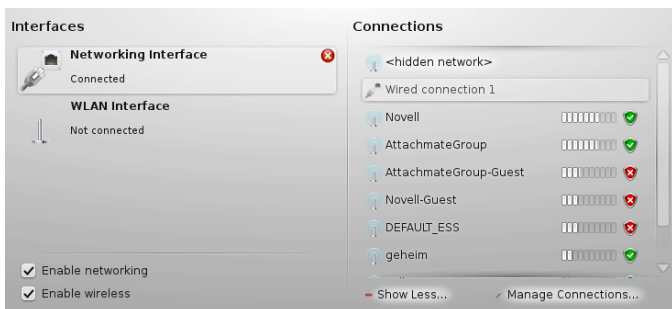 Interfaces
Networking Interface
Connected
WLAN Interface
Not connected
Enable networking
Enable wireless
Connections
<hidden network>
Wired connection 1
Novell
AttachmateGroup
AttachmateGroup-Guest
Novell-Guest
DEFAULT_ESS
geheim
Show Less...
Manage Connections...